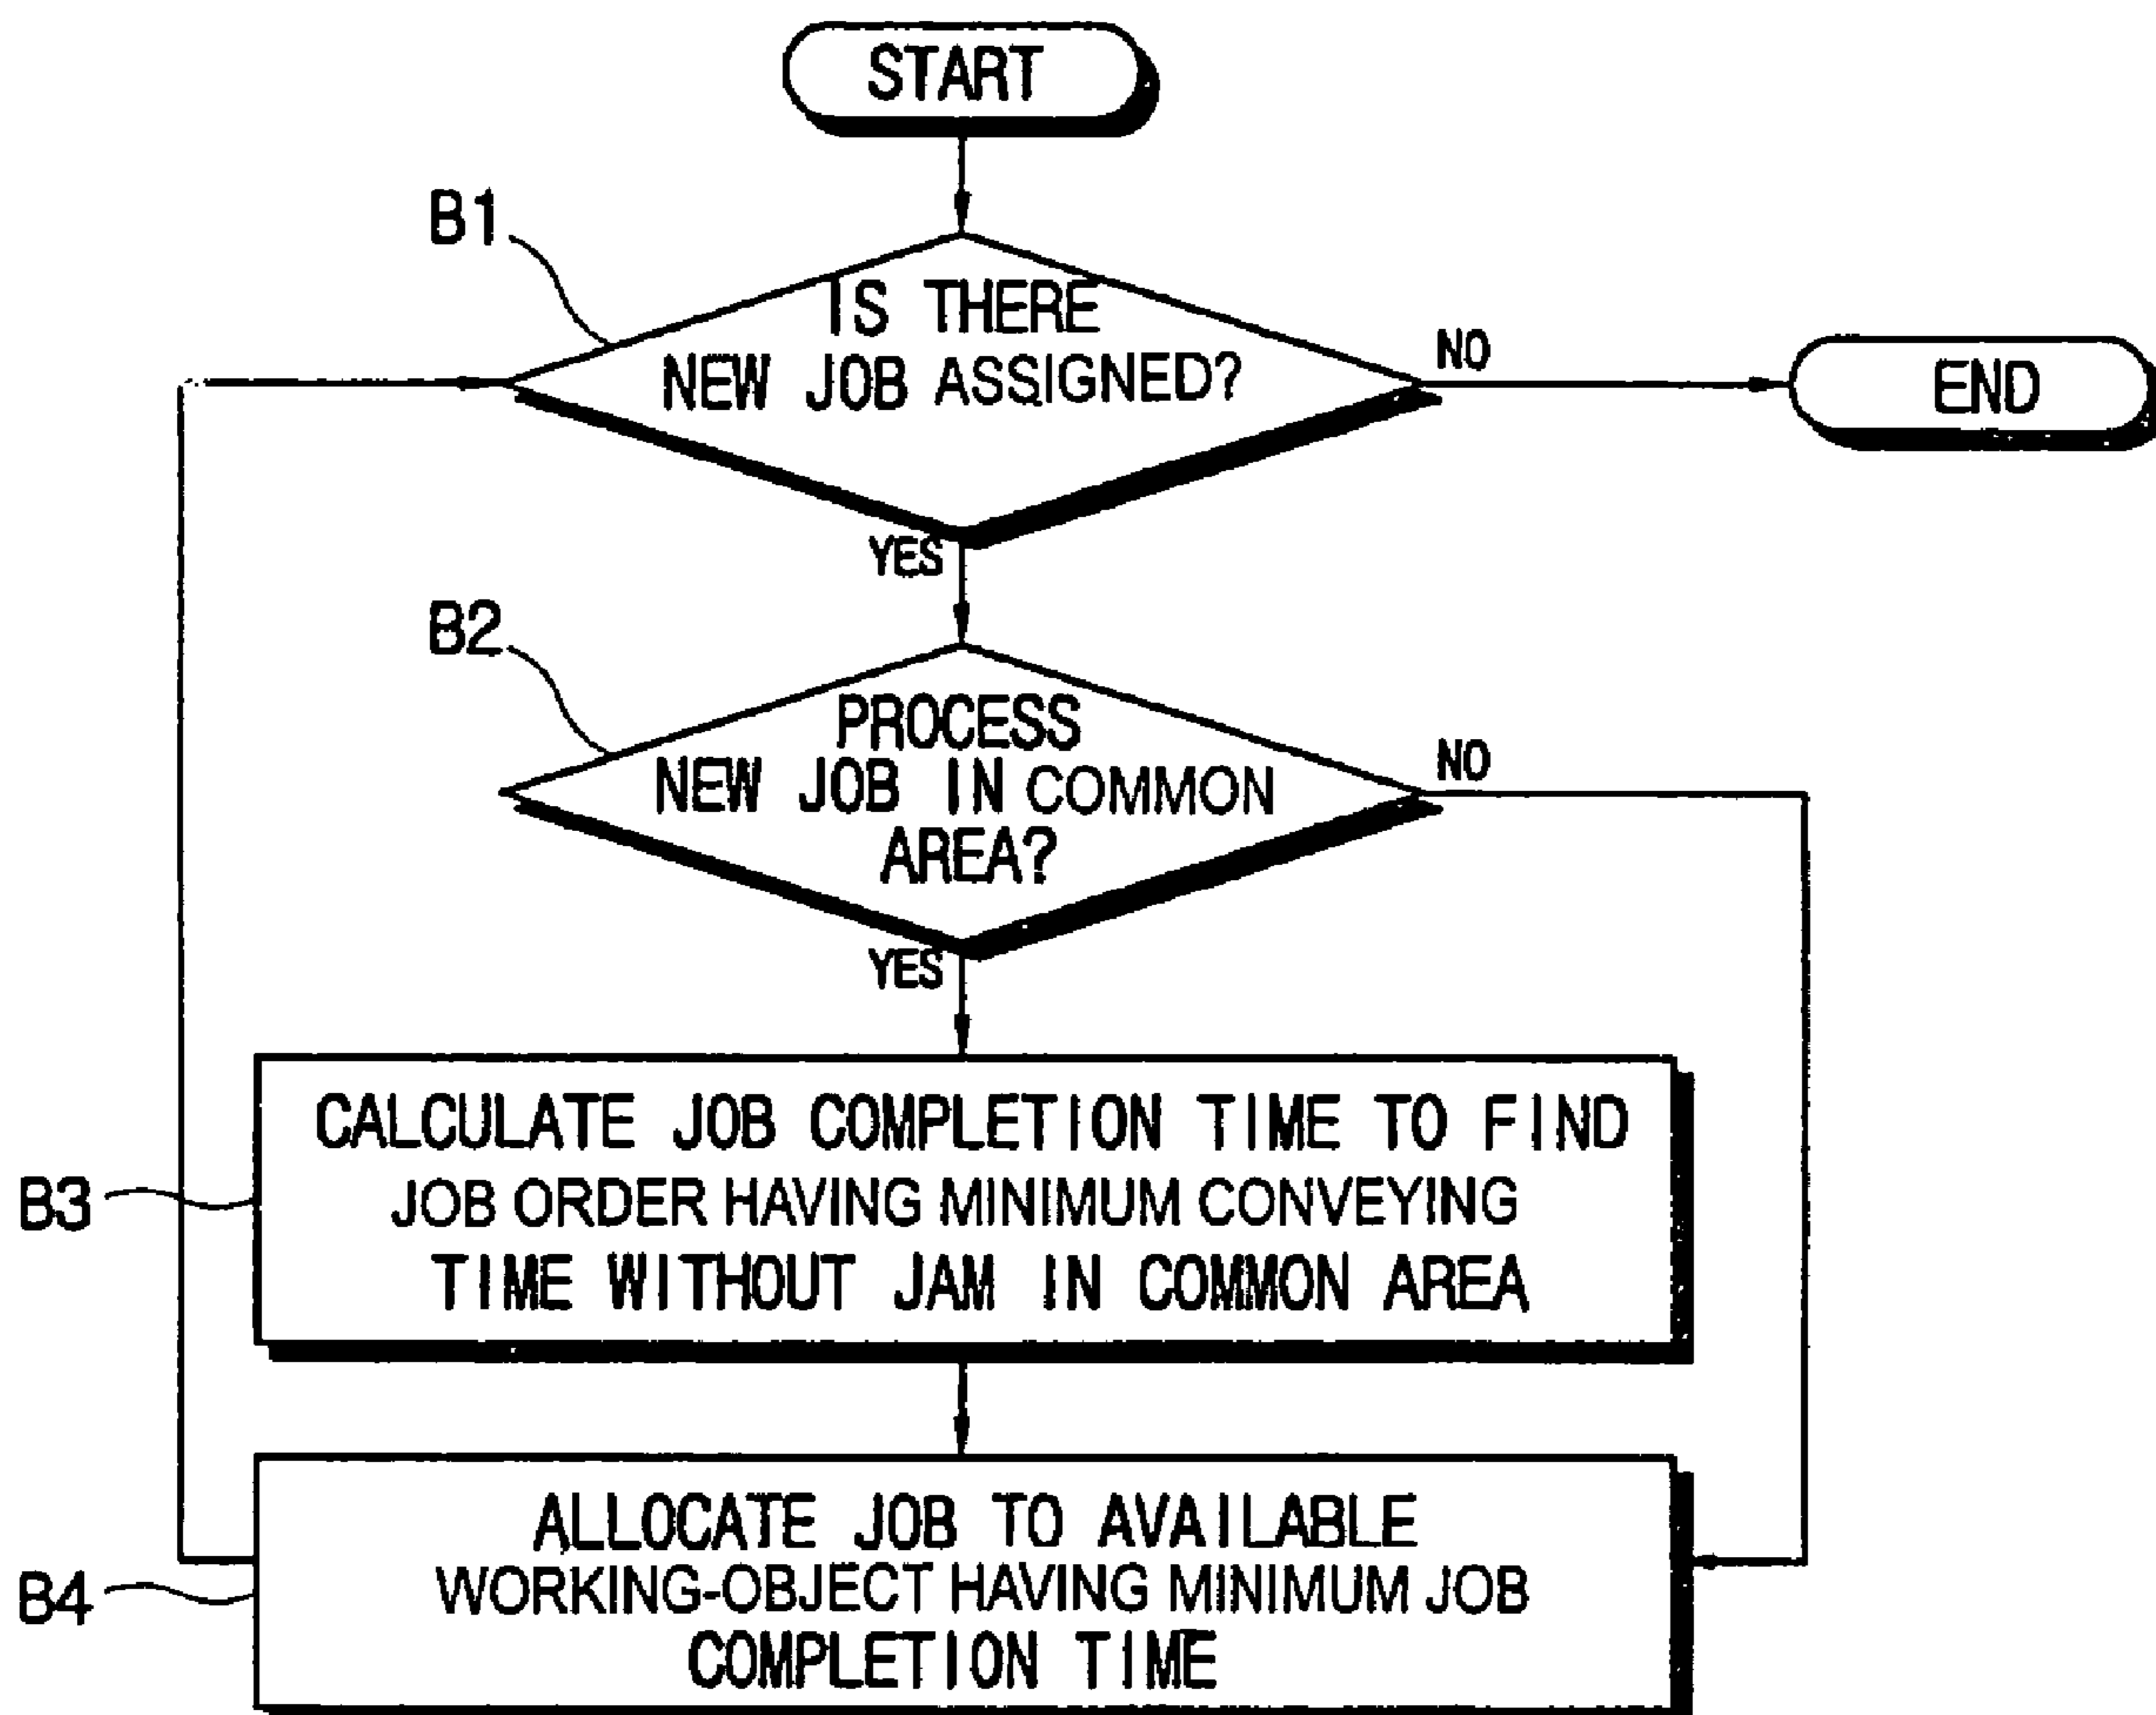 START
B1
IS THERE
NEW JOB ASSIGNED?
NO
END
YES
B2
PROCESS
NEW JOB IN COMMON
AREA?
NO
YES
B3
CALCULATE JOB COMPLETION TIME TO FIND
JOB ORDER HAVING MINIMUM CONVEYING
TIME WITHOUT JAM IN COMMON AREA
B4
ALLOCATE JOB TO AVAILABLE
WORKING-OBJECT HAVING MINIMUM JOB
COMPLETION TIME